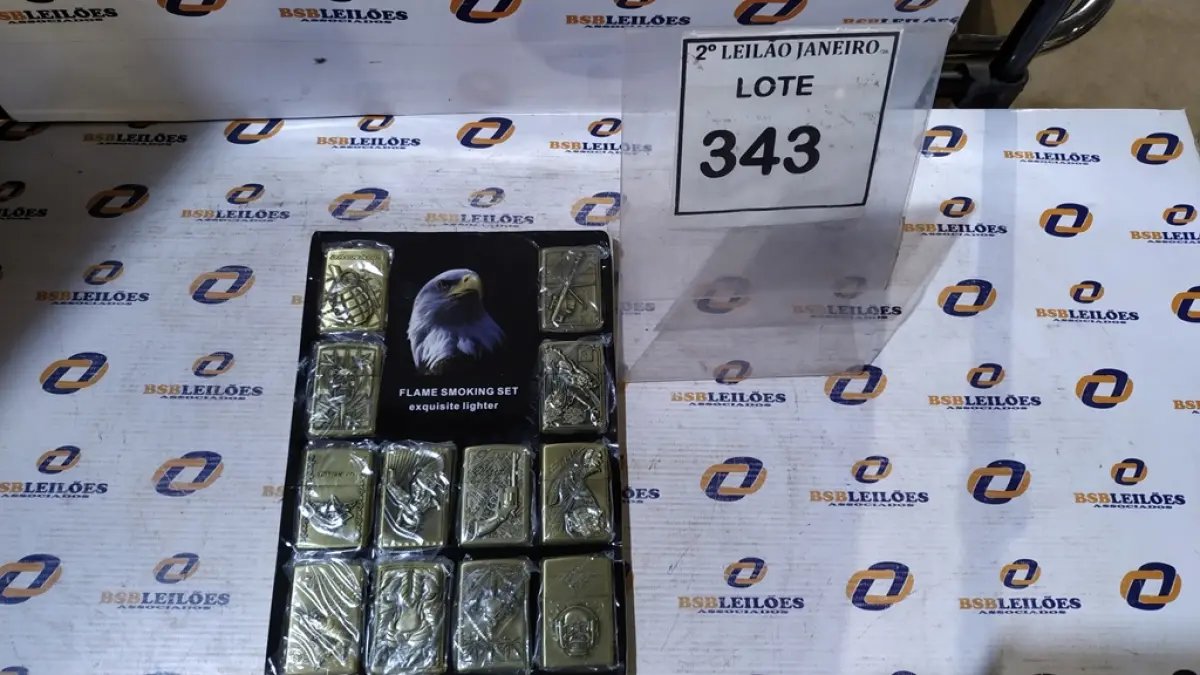 BSBLEILÕES
ASSOCIADOS
2º LEILÃO JANEIRO
LOTE
343
FLAME SMOKING SET
exquisite lighter